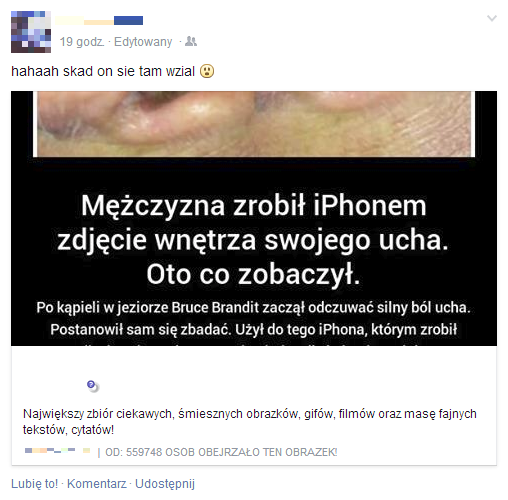 19 godz. · Edytowany ·
hahaah skad on sie tam wzial
Mężczyzna zrobił iPhonem
zdjęcie wnętrza swojego ucha.
Oto co zobaczył.
Po kąpieli w jeziorze Bruce Brandit zaczął odczuwać silny ból ucha.
Postanowił sam się zbadać. Użył do tego iPhona, którym zrobił
Największy zbiór ciekawych, śmiesznych obrazków, gifów, filmów oraz masę fajnych
tekstów, cytatów!
| OD: 559748 OSÓB OBEJRZAŁO TEN OBRAZEK!
Lubię to! · Komentarz · Udostępnij